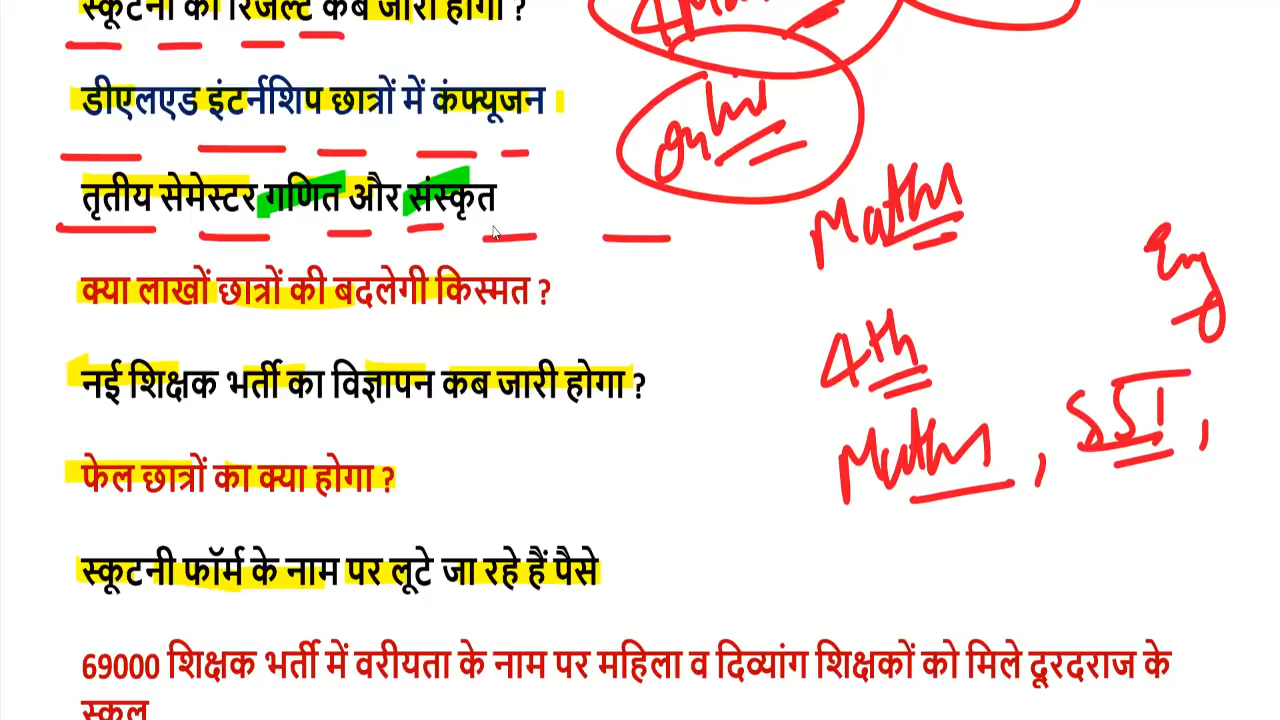 स्कूटनी का रिजल्ट कब जारी होगा ?
डीएलएड इंटर्नशिप छात्रों में कंफ्यूजन
तृतीय सेमेस्टर गणित और संस्कृत
Maths
Eng
क्या लाखों छात्रों की बदलेगी किस्मत ?
4th
नई शिक्षक भर्ती का विज्ञापन कब जारी होगा ?
Maths , SST ,
फेल छात्रों का क्या होगा ?
स्कूटनी फॉर्म के नाम पर लूटे जा रहे हैं पैसे
69000 शिक्षक भर्ती में वरीयता के नाम पर महिला व दिव्यांग शिक्षकों को मिले दूरदराज के
स्कूल